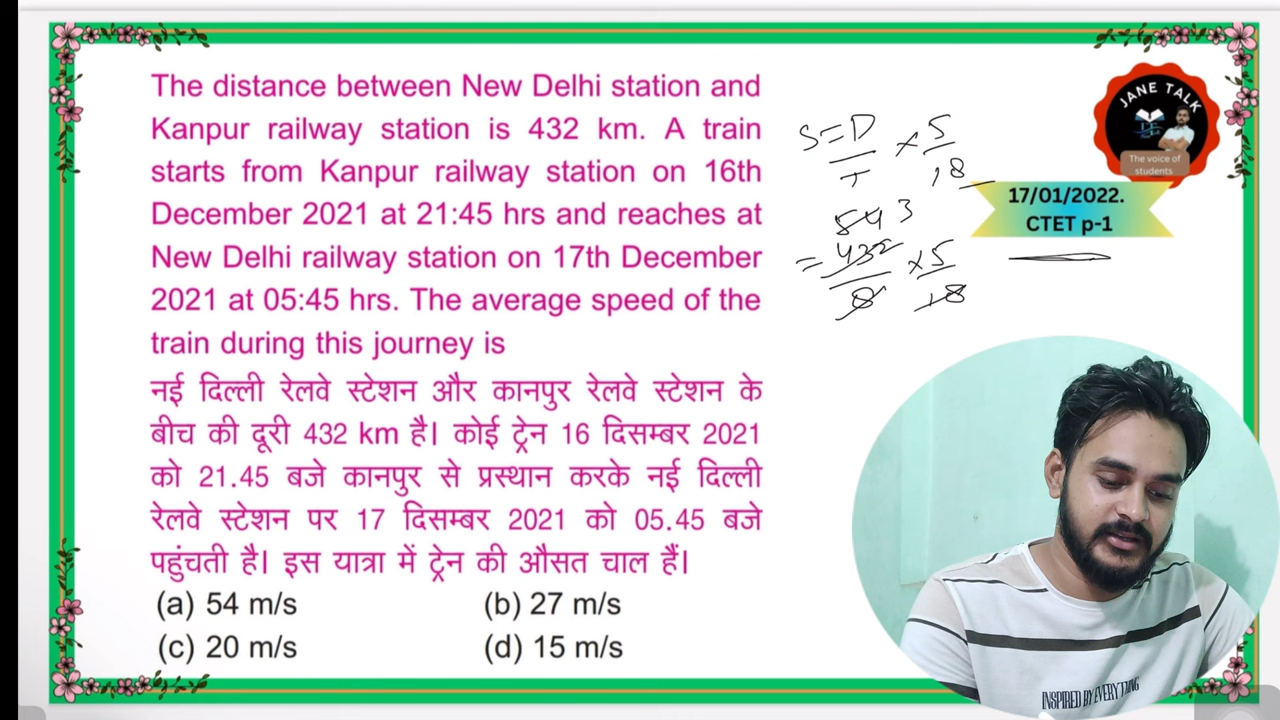 The distance between New Delhi station and
Kanpur railway station is 432 km. A train
starts from Kanpur railway station on 16th
December 2021 at 21:45 hrs and reaches at
New Delhi railway station on 17th December
2021 at 05:45 hrs. The average speed of the
train during this journey is
नई दिल्ली रेलवे स्टेशन और कानपुर रेलवे स्टेशन के
बीच की दूरी 432 km है। कोई ट्रेन 16 दिसम्बर 2021
को 21.45 बजे कानपुर से प्रस्थान करके नई दिल्ली
रेलवे स्टेशन पर 17 दिसम्बर 2021 को 05.45 बजे
पहुंचती है। इस यात्रा में ट्रेन की औसत चाल हैं।
(a) 54 m/s (b) 27 m/s
(c) 20 m/s (d) 15 m/s
S = D × 5
T 18
54 3
= 432 × 5
8 18
JANE TALK
The voice of
students
17/01/2022.
CTET p-1
INSPIRED BY EVERYTHING